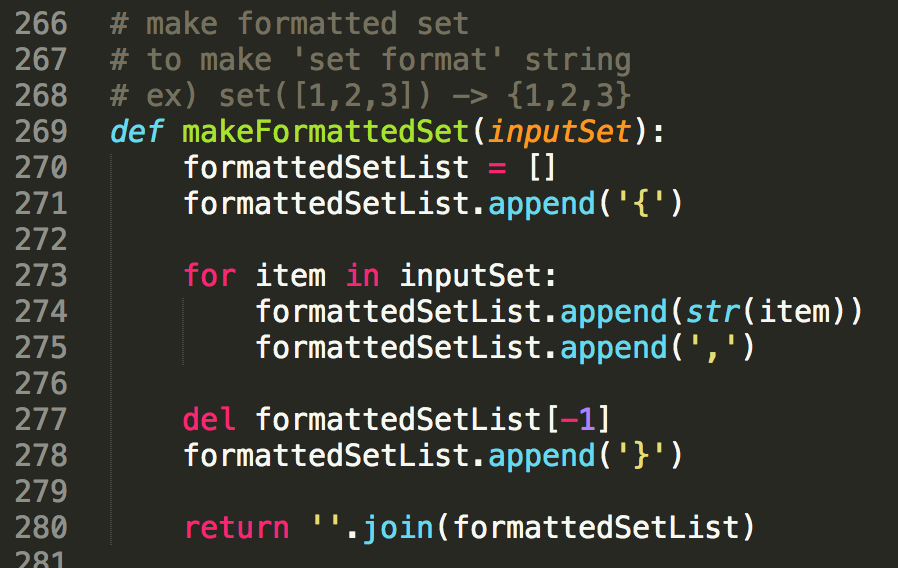 266 # make formatted set
267 # to make 'set format' string
268 # ex) set([1,2,3]) -> {1,2,3}
269 def makeFormattedSet(inputSet):
270     formattedSetList = []
271     formattedSetList.append('{')
272
273     for item in inputSet:
274         formattedSetList.append(str(item))
275         formattedSetList.append(',')
276
277     del formattedSetList[-1]
278     formattedSetList.append('}')
279
280     return ''.join(formattedSetList)
281